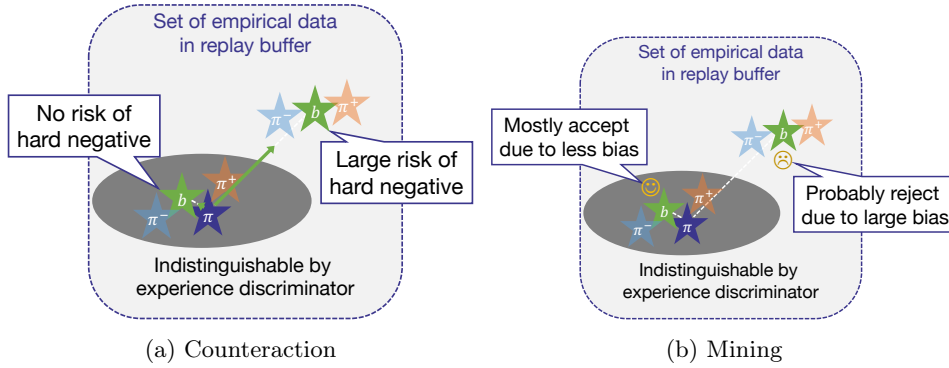 Set of empirical data
in replay buffer
No risk of
hard negative
π⁻
b
π⁺
Large risk of
hard negative
π⁺
b
π⁻
π
Indistinguishable by
experience discriminator
(a) Counteraction
Set of empirical data
in replay buffer
Mostly accept
due to less bias
π⁻
b
π⁺
Probably reject
due to large bias
π⁺
b
π⁻
π
Indistinguishable by
experience discriminator
(b) Mining